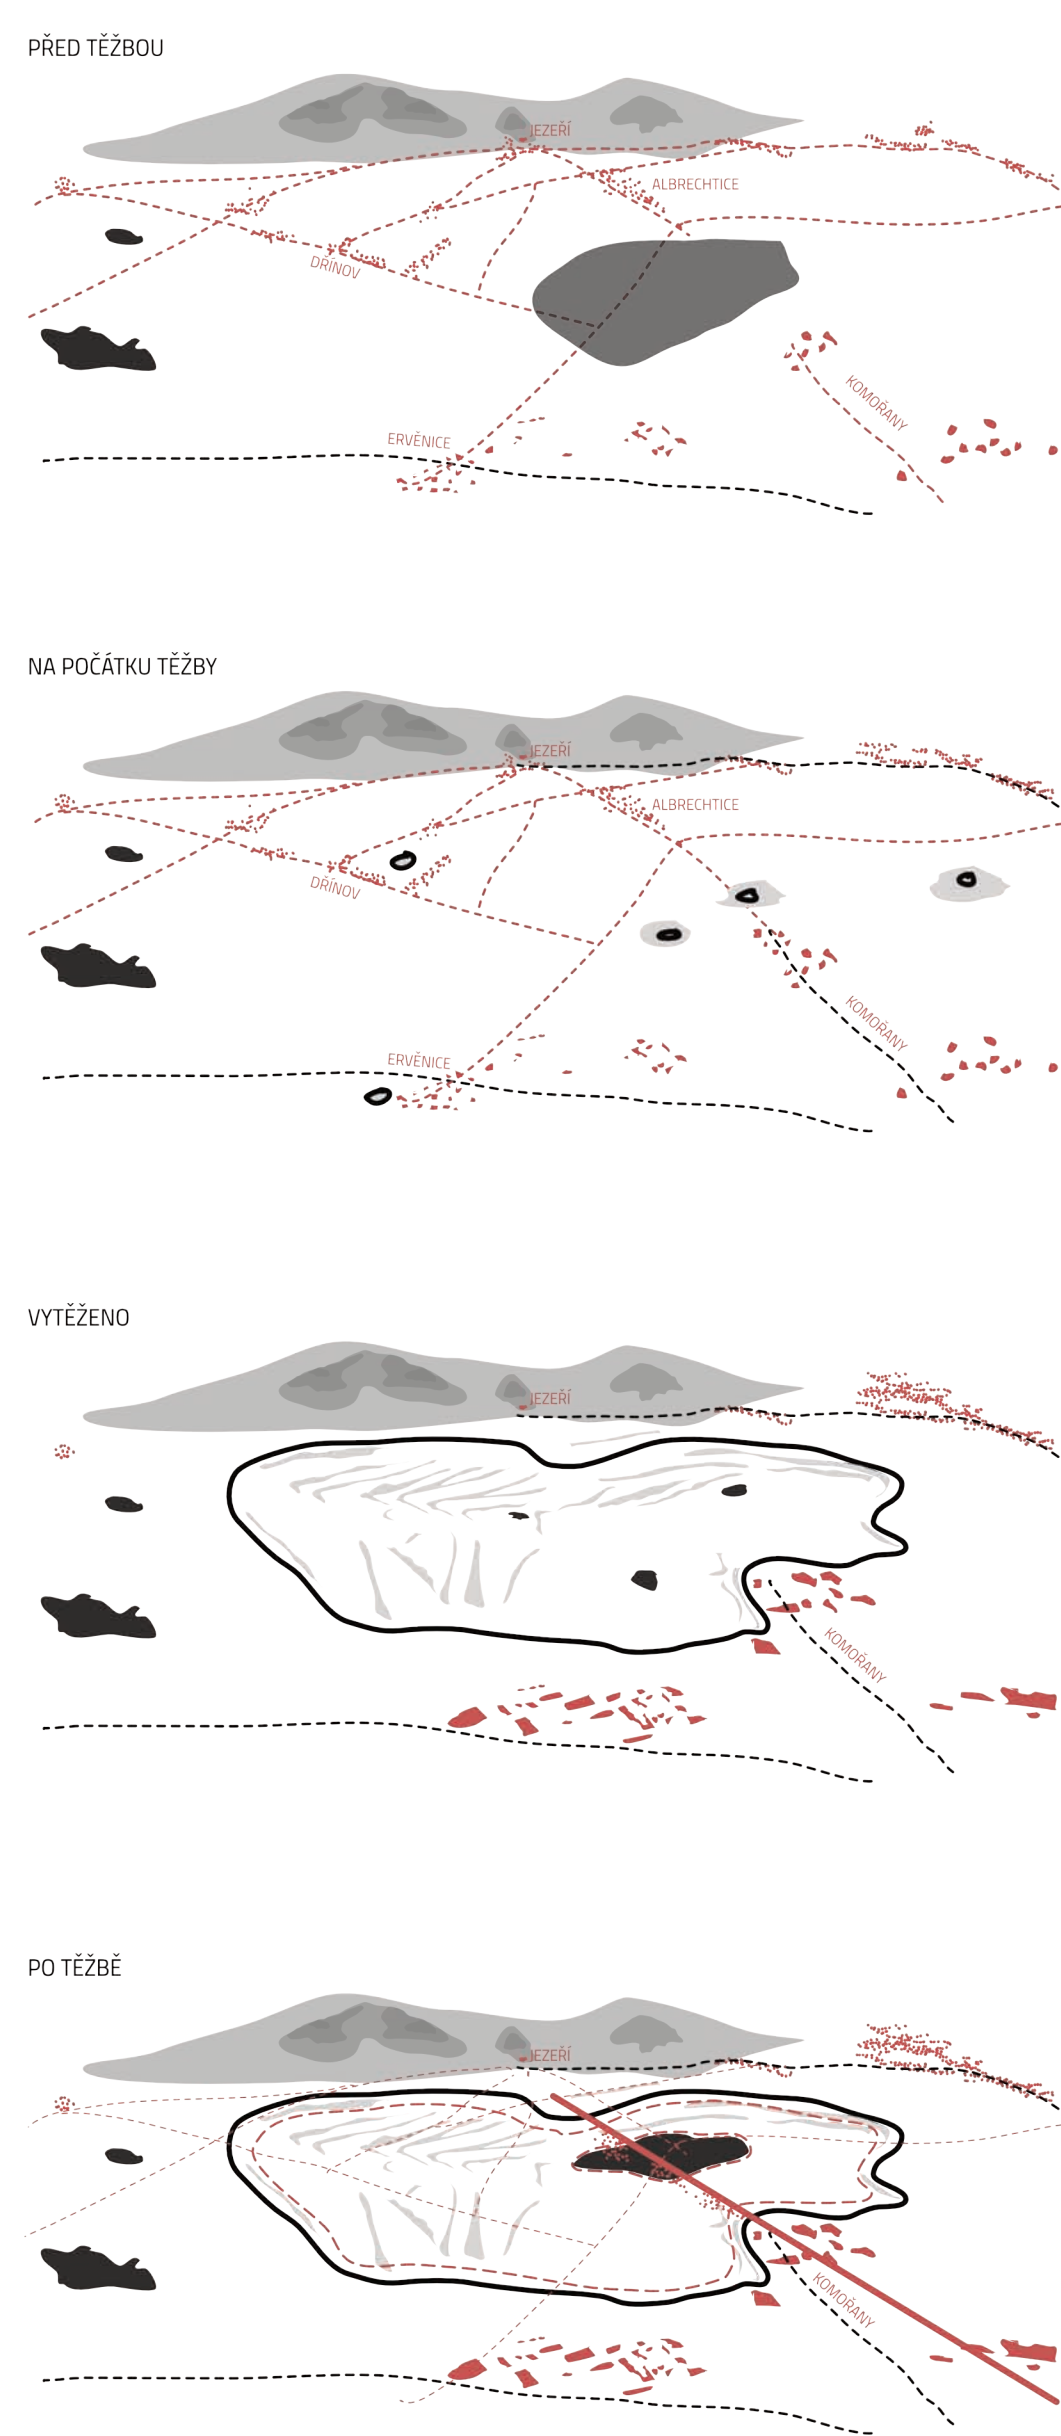 PŘED TĚŽBOU
JEZEŘÍ
ALBRECHTICE
DŘÍNOV
KOMOŘANY
ERVĚNICE
NA POČÁTKU TĚŽBY
JEZEŘÍ
ALBRECHTICE
DŘÍNOV
KOMOŘANY
ERVĚNICE
VYTĚŽENO
JEZEŘÍ
KOMOŘANY
PO TĚŽBĚ
JEZEŘÍ
KOMOŘANY